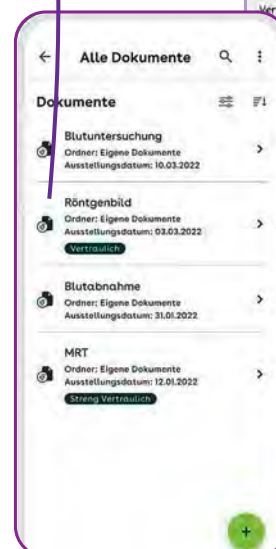 Ver
Alle Dokumente
Dokumente
Blutuntersuchung
Ordner: Eigene Dokumente
Ausstellungsdatum: 10.03.2022
Röntgenbild
Ordner: Eigene Dokumente
Ausstellungsdatum: 03.03.2022
Vertraulich
Blutabnahme
Ordner: Eigene Dokumente
Ausstellungsdatum: 31.01.2022
MRT
Ordner: Eigene Dokumente
Ausstellungsdatum: 12.01.2022
Streng Vertraulich